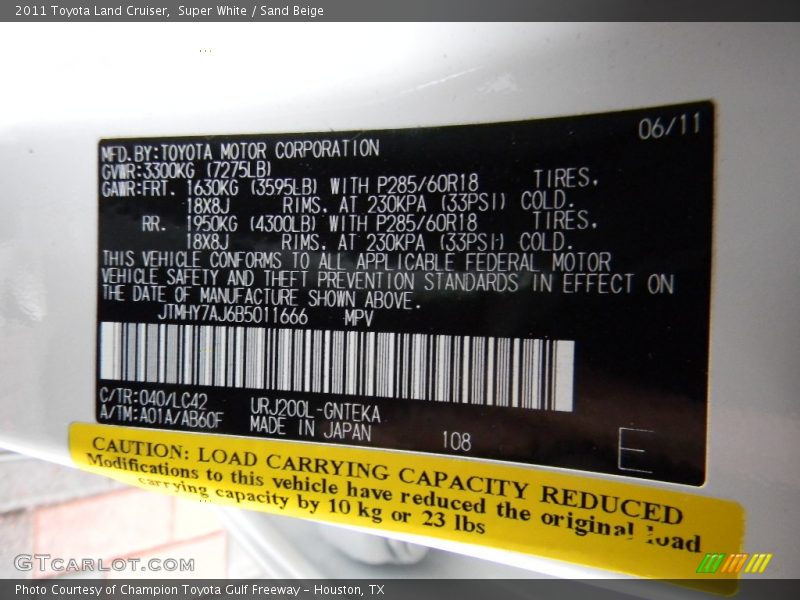 2011 Toyota Land Cruiser,  Super White / Sand Beige
06/11
MFD.BY:TOYOTA MOTOR CORPORATION
GVWR:3300KG (7275LB)
GAWR:FRT. 1630KG (3595LB) WITH P285/60R18 TIRES,
18X8J RIMS, AT 230KPA (33PSI) COLD.
RR. 1950KG (4300LB) WITH P285/60R18 TIRES,
18X8J RIMS, AT 230KPA (33PSI) COLD.
THIS VEHICLE CONFORMS TO ALL APPLICABLE FEDERAL MOTOR
VEHICLE SAFETY AND THEFT PREVENTION STANDARDS IN EFFECT ON
THE DATE OF MANUFACTURE SHOWN ABOVE.
JTMHY7AJ6B5011666 MPV
C/TR:040/LC42 URJ200L-GNTEKA
A/TM:A01A/AB60F MADE IN JAPAN 108
E
CAUTION: LOAD CARRYING CAPACITY REDUCED
Modifications to this vehicle have reduced the original load
carrying capacity by 10 kg or 23 lbs
GTCARLOT.COM
Photo Courtesy of Champion Toyota Gulf Freeway - Houston, TX